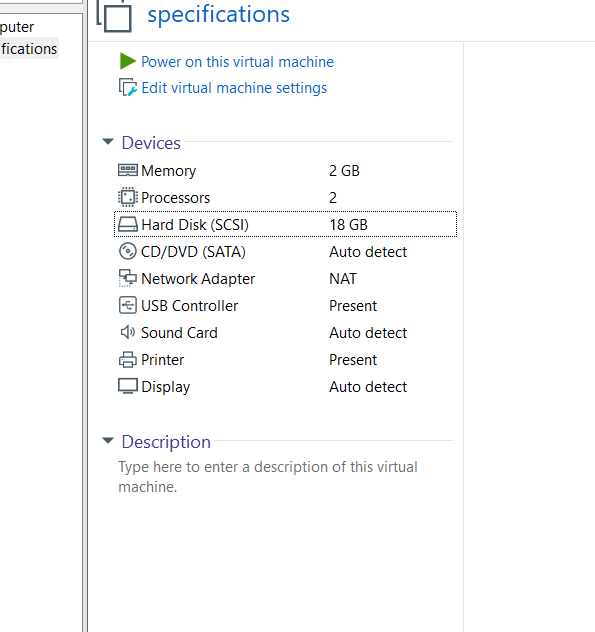 specifications
puter
fications
Power on this virtual machine
Edit virtual machine settings
Devices
Memory 2 GB
Processors 2
Hard Disk (SCSI) 18 GB
CD/DVD (SATA) Auto detect
Network Adapter NAT
USB Controller Present
Sound Card Auto detect
Printer Present
Display Auto detect
Description
Type here to enter a description of this virtual
machine.